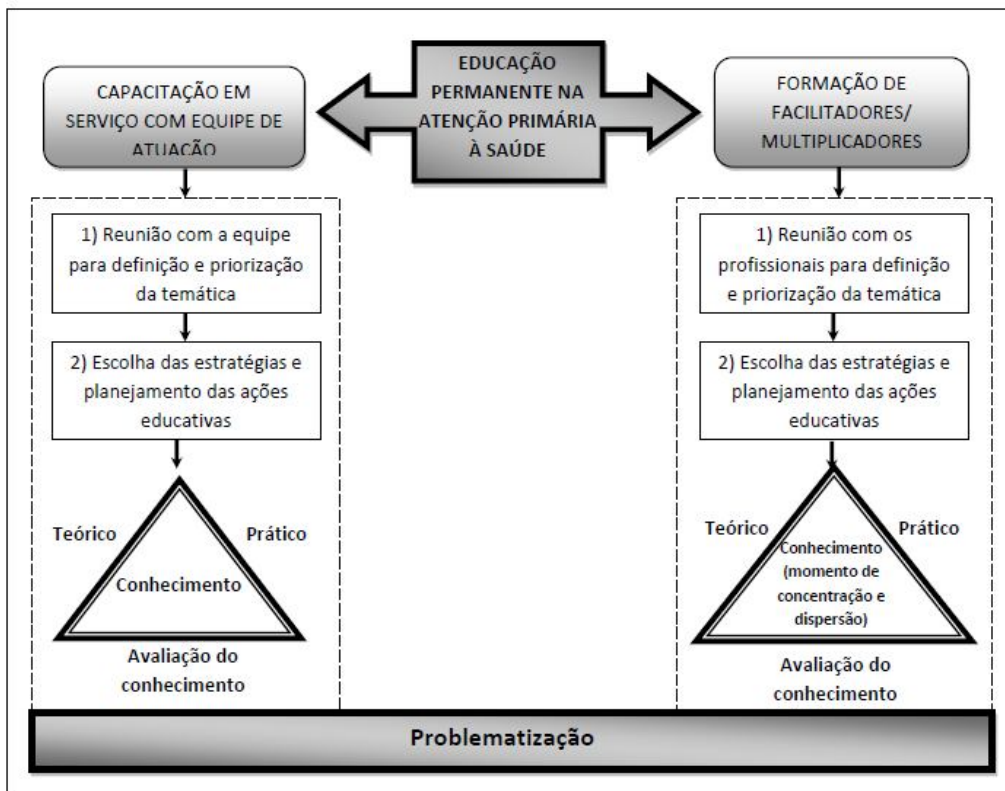 EDUCAÇÃO
PERMANENTE NA
ATENÇÃO PRIMÁRIA
À SAÚDE
CAPACITAÇÃO EM
SERVIÇO COM EQUIPE DE
ATUAÇÃO
1) Reunião com a equipe
para definição e priorização
da temática
2) Escolha das estratégias e
planejamento das ações
educativas
Teórico
Prático
Conhecimento
Avaliação do
conhecimento
FORMAÇÃO DE
FACILITADORES/
MULTIPLICADORES
1) Reunião com os
profissionais para definição
e priorização da temática
2) Escolha das estratégias e
planejamento das ações
educativas
Teórico
Prático
Conhecimento
(momento de
concentração e
dispersão)
Avaliação do
conhecimento
Problematização